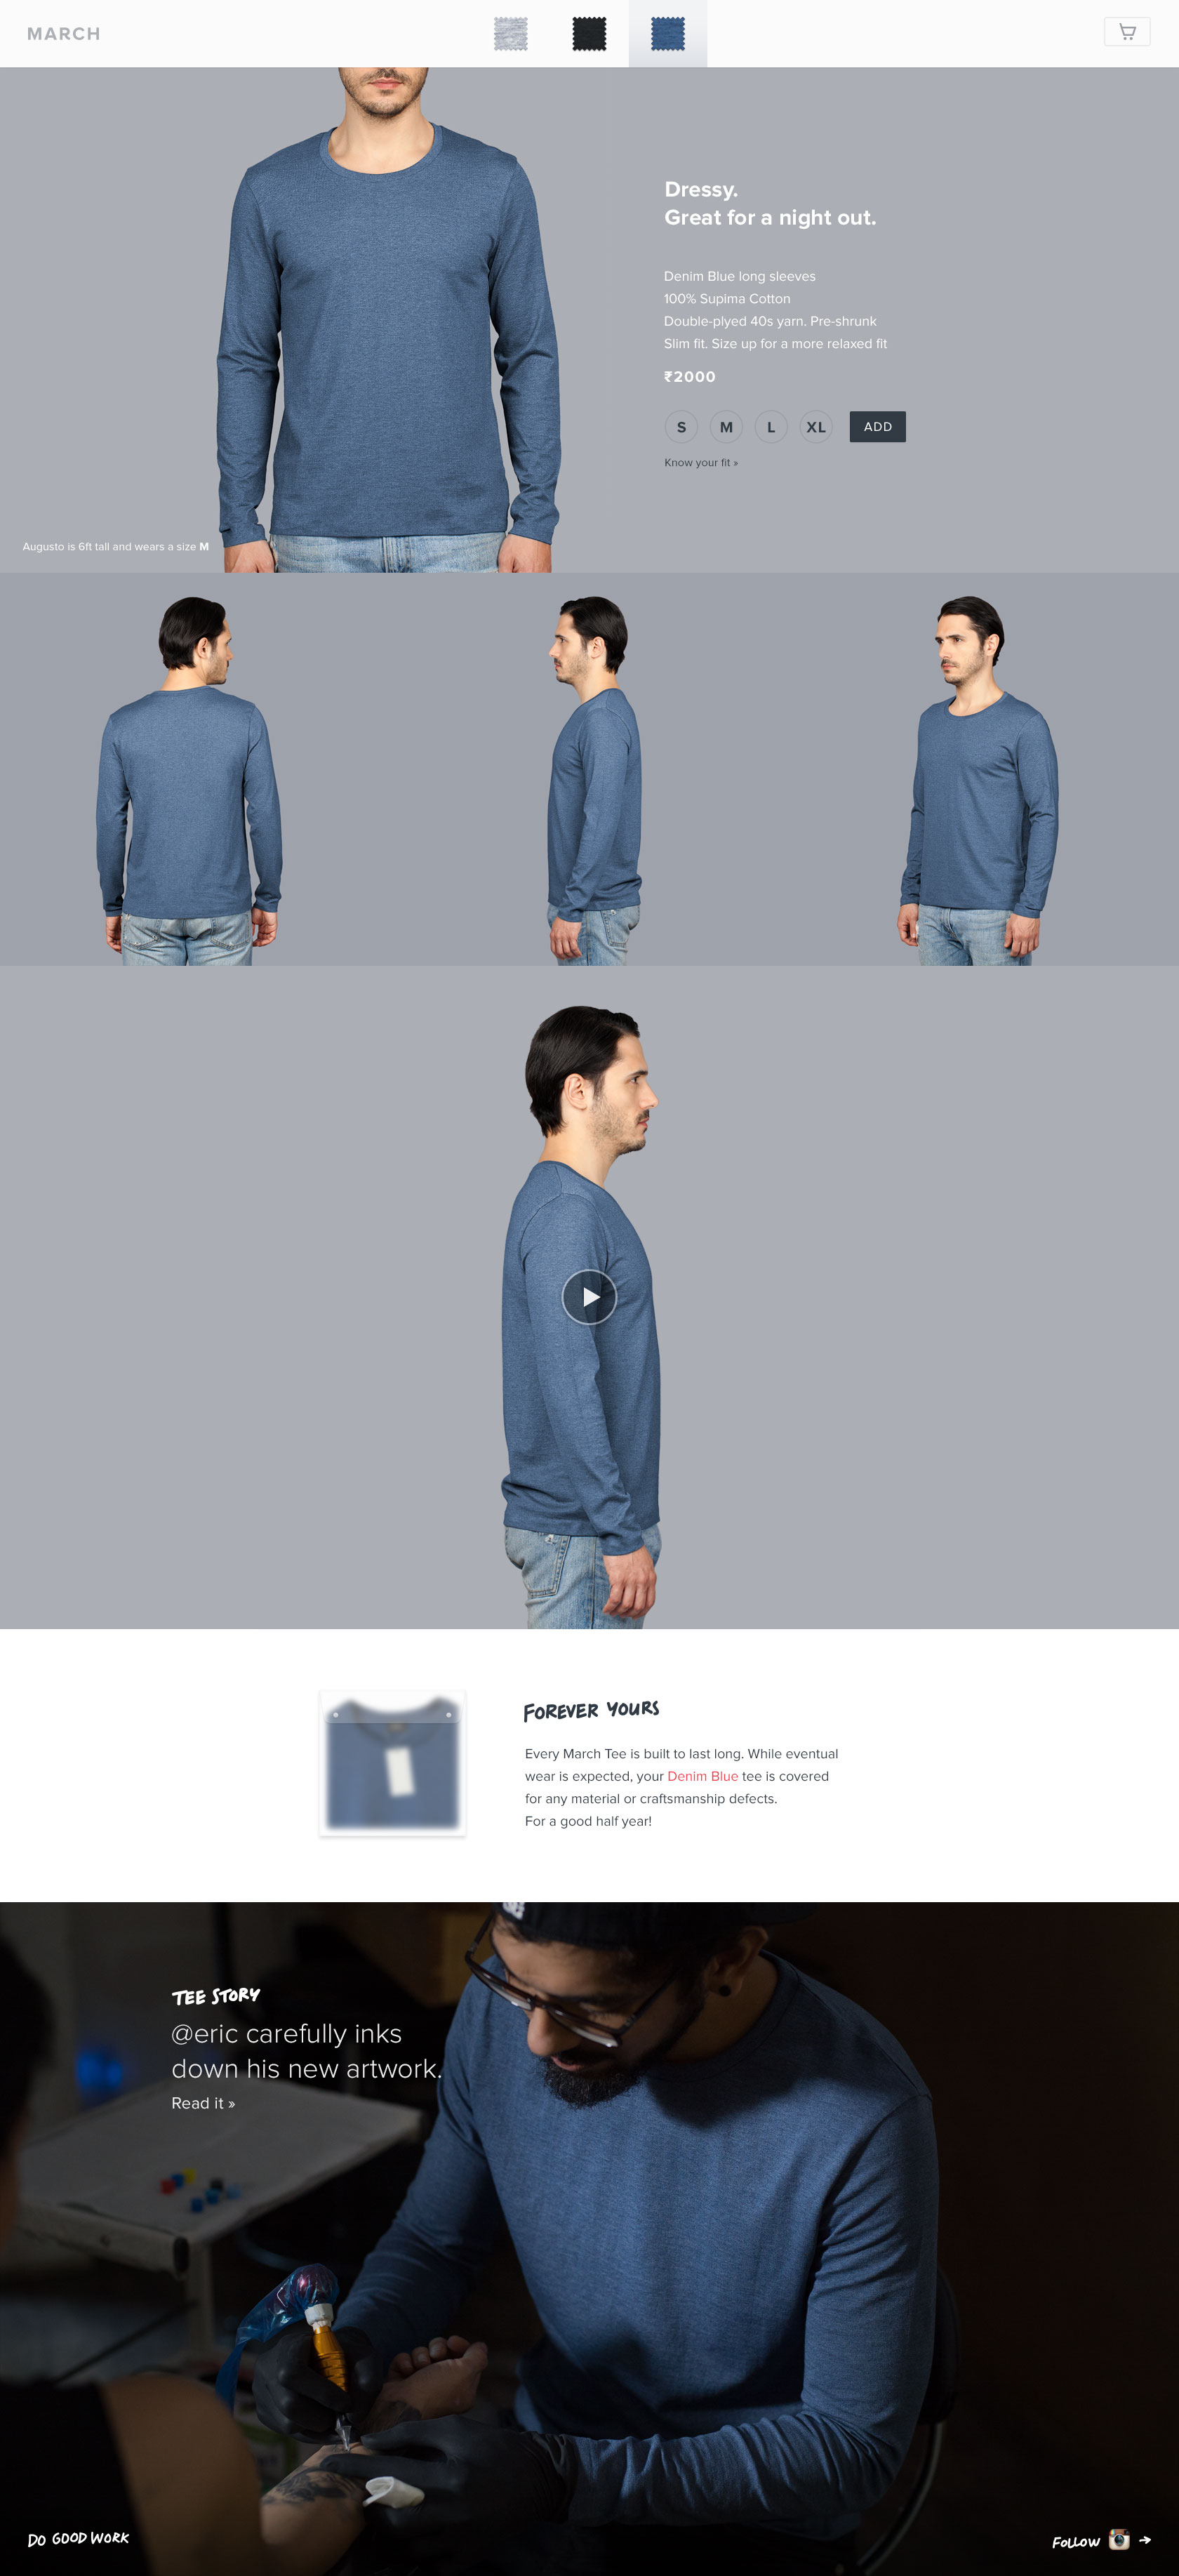 MARCH
Dressy.
Great for a night out.
Denim Blue long sleeves
100% Supima Cotton
Double-plyed 40s yarn. Pre-shrunk
Slim fit. Size up for a more relaxed fit
₹2000
S M L XL ADD
Know your fit »
Augusto is 6ft tall and wears a size M
FOREVER YOURS
Every March Tee is built to last long. While eventual
wear is expected, your Denim Blue tee is covered
for any material or craftsmanship defects.
For a good half year!
TEE STORY
@eric carefully inks
down his new artwork.
Read it »
DO GOOD WORK
FOLLOW